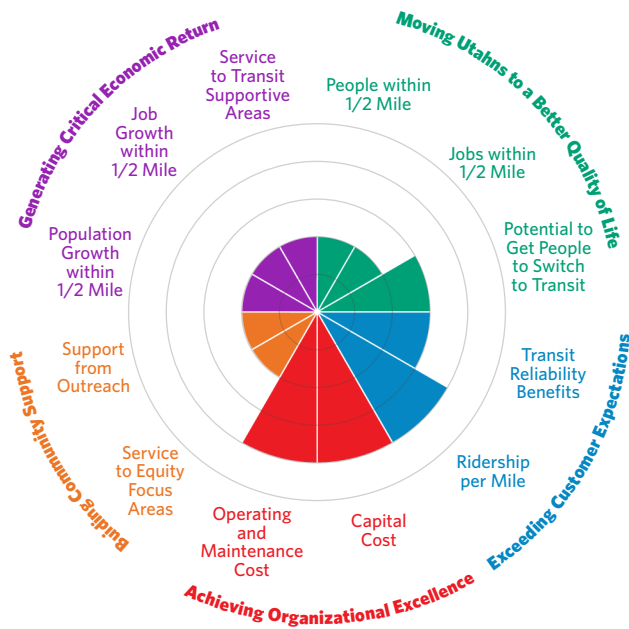 Generating Critical Economic Return
Service
to Transit
Supportive
Areas
Job
Growth
within
1/2 Mile
Population
Growth
within
1/2 Mile
Moving Utahns to a Better Quality of Life
People within
1/2 Mile
Jobs within
1/2 Mile
Potential to
Get People
to Switch
to Transit
Exceeding Customer Expectations
Transit
Reliability
Benefits
Ridership
per Mile
Achieving Organizational Excellence
Capital
Cost
Operating
and
Maintenance
Cost
Buiding Community Support
Service
to Equity
Focus
Areas
Support
from
Outreach